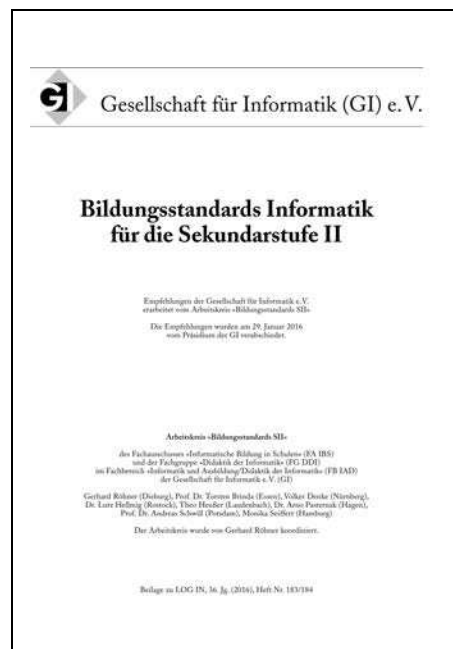 GI
Gesellschaft für Informatik (GI) e. V.
Bildungsstandards Informatik
für die Sekundarstufe II
Empfehlungen der Gesellschaft für Informatik e. V.
erarbeitet vom Arbeitskreis »Bildungsstandards SII«
Die Empfehlungen wurden am 29. Januar 2016
vom Präsidium der GI verabschiedet.
Arbeitskreis »Bildungsstandards SII«
des Fachausschusses »Informatische Bildung in Schulen« (FA IBS)
und der Fachgruppe »Didaktik der Informatik« (FG DDI)
im Fachbereich »Informatik und Ausbildung/Didaktik der Informatik« (FB IAD)
der Gesellschaft für Informatik e. V. (GI)
Gerhard Röhner (Dieburg), Prof. Dr. Torsten Brinda (Essen), Volker Denke (Nürnberg),
Dr. Lutz Hellmig (Rostock), Theo Heußer (Laudenbach), Dr. Arno Pasternak (Hagen),
Prof. Dr. Andreas Schwill (Potsdam), Monika Seiffert (Hamburg)
Der Arbeitskreis wurde von Gerhard Röhner koordiniert.
Beilage zu LOG IN, 36. Jg. (2016), Heft Nr. 183/184